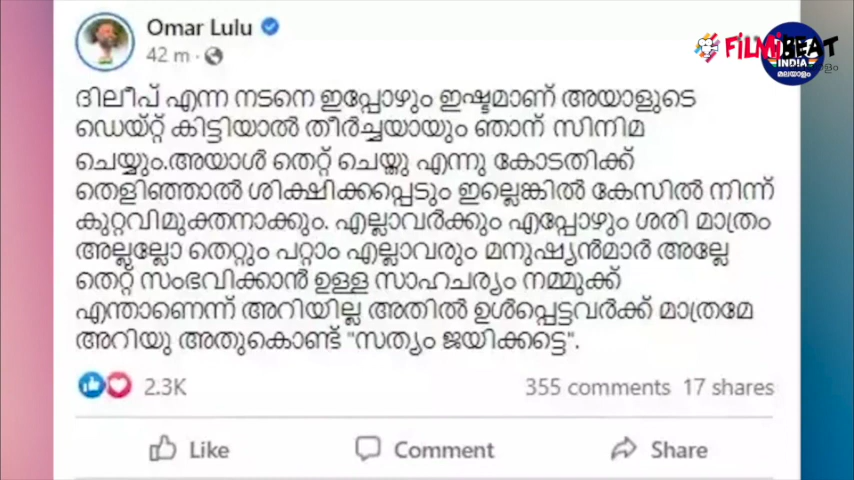 Omar Lulu
42 m ·
FILMIBEAT
INDIA
മലയാളം
ദിലീപ് എന്ന നടനെ ഇപ്പോഴും ഇഷ്ടമാണ് അയാളുടെ
ഡെയ്റ്റ് കിട്ടിയാൽ തീർച്ചയായും ഞാന് സിനിമ
ചെയ്യും.അയാൾ തെറ്റ് ചെയ്തു എന്നു കോടതിക്ക്
തെളിഞ്ഞാൽ ശിക്ഷിക്കപ്പെടും ഇല്ലെങ്കിൽ കേസിൽ നിന്ന്
കുറ്റവിമുക്തനാക്കും. എല്ലാവർക്കും എപ്പോഴും ശരി മാത്രം
അല്ലല്ലോ തെറ്റും പറ്റാം എല്ലാവരും മനുഷ്യൻമാർ അല്ലേ
തെറ്റ് സംഭവിക്കാൻ ഉള്ള സാഹചര്യം നമ്മുക്ക്
എന്താണെന്ന് അറിയില്ല അതിൽ ഉൾപ്പെട്ടവർക്ക് മാത്രമേ
അറിയു അതുകൊണ്ട് "സത്യം ജയിക്കട്ടെ".
2.3K
355 comments 17 shares
Like Comment Share